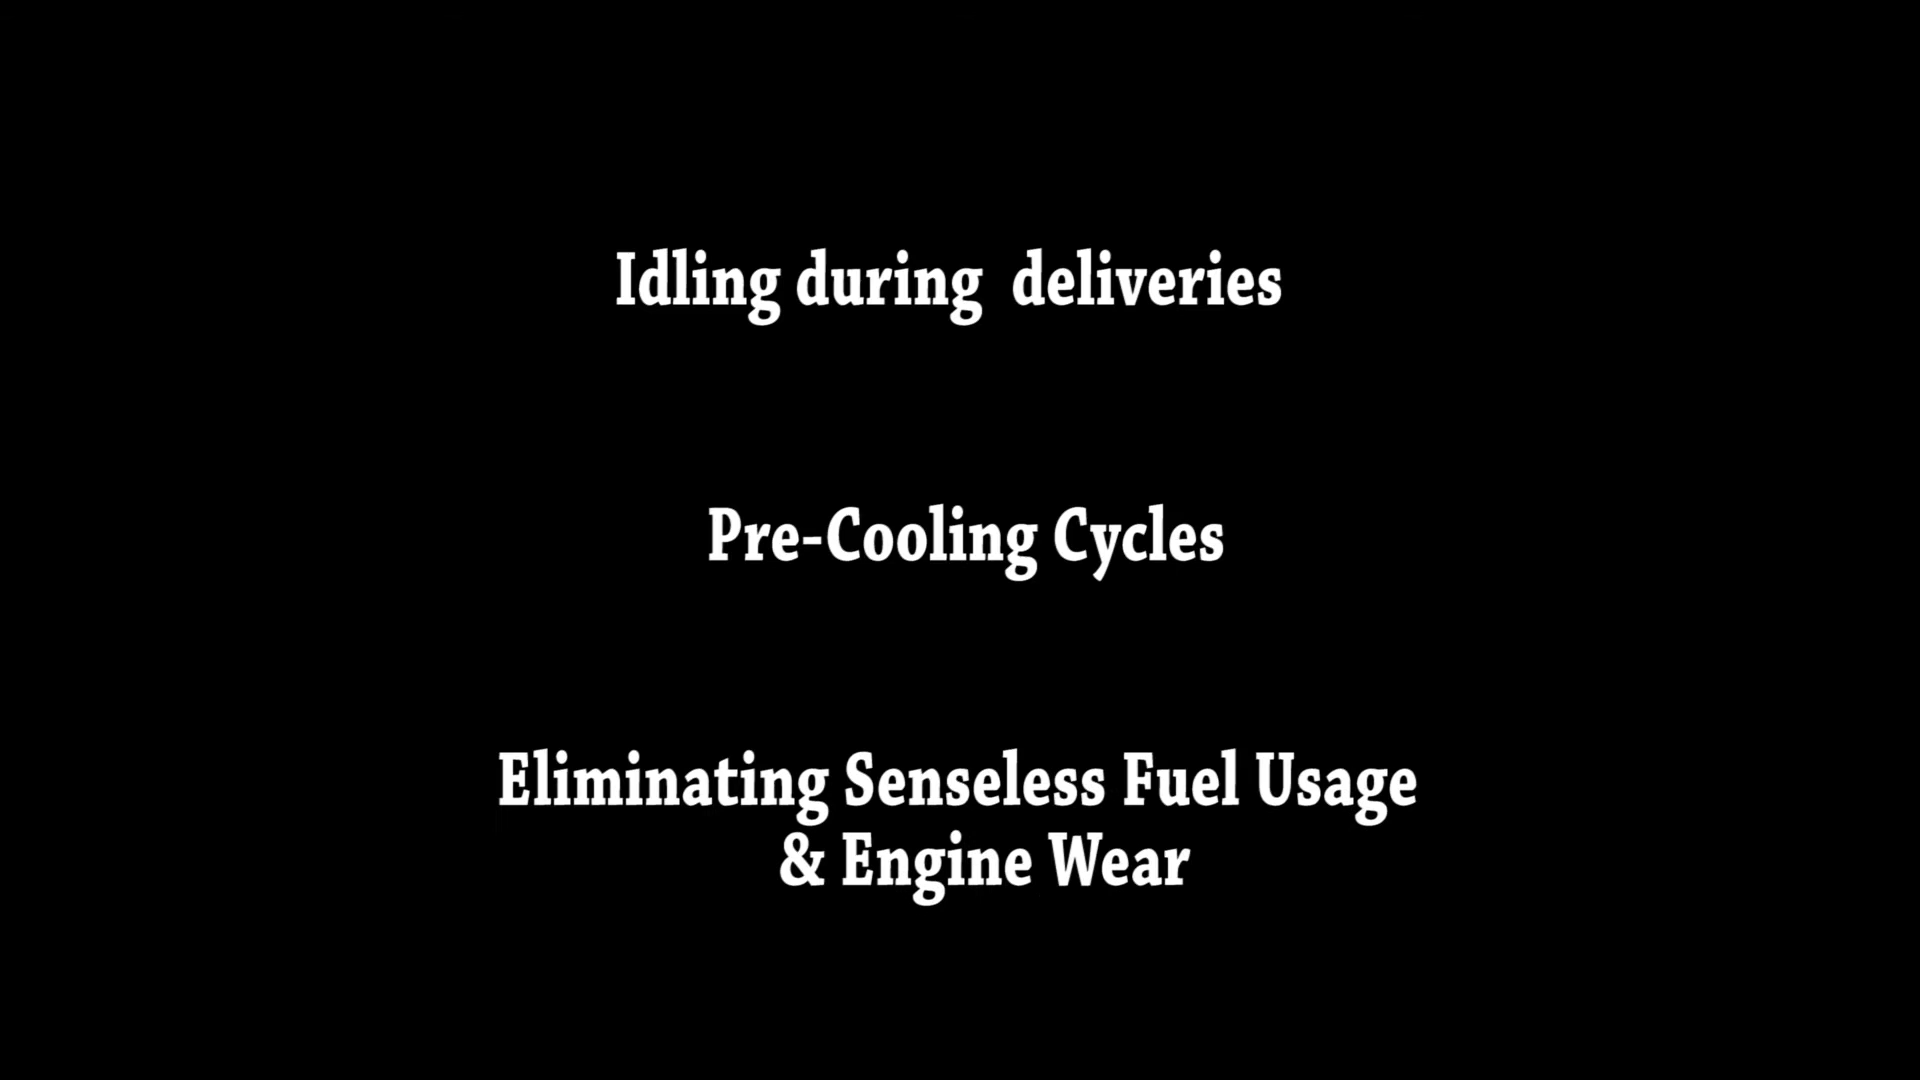 Idling during  deliveries
Pre-Cooling Cycles
Eliminating Senseless Fuel Usage
& Engine Wear